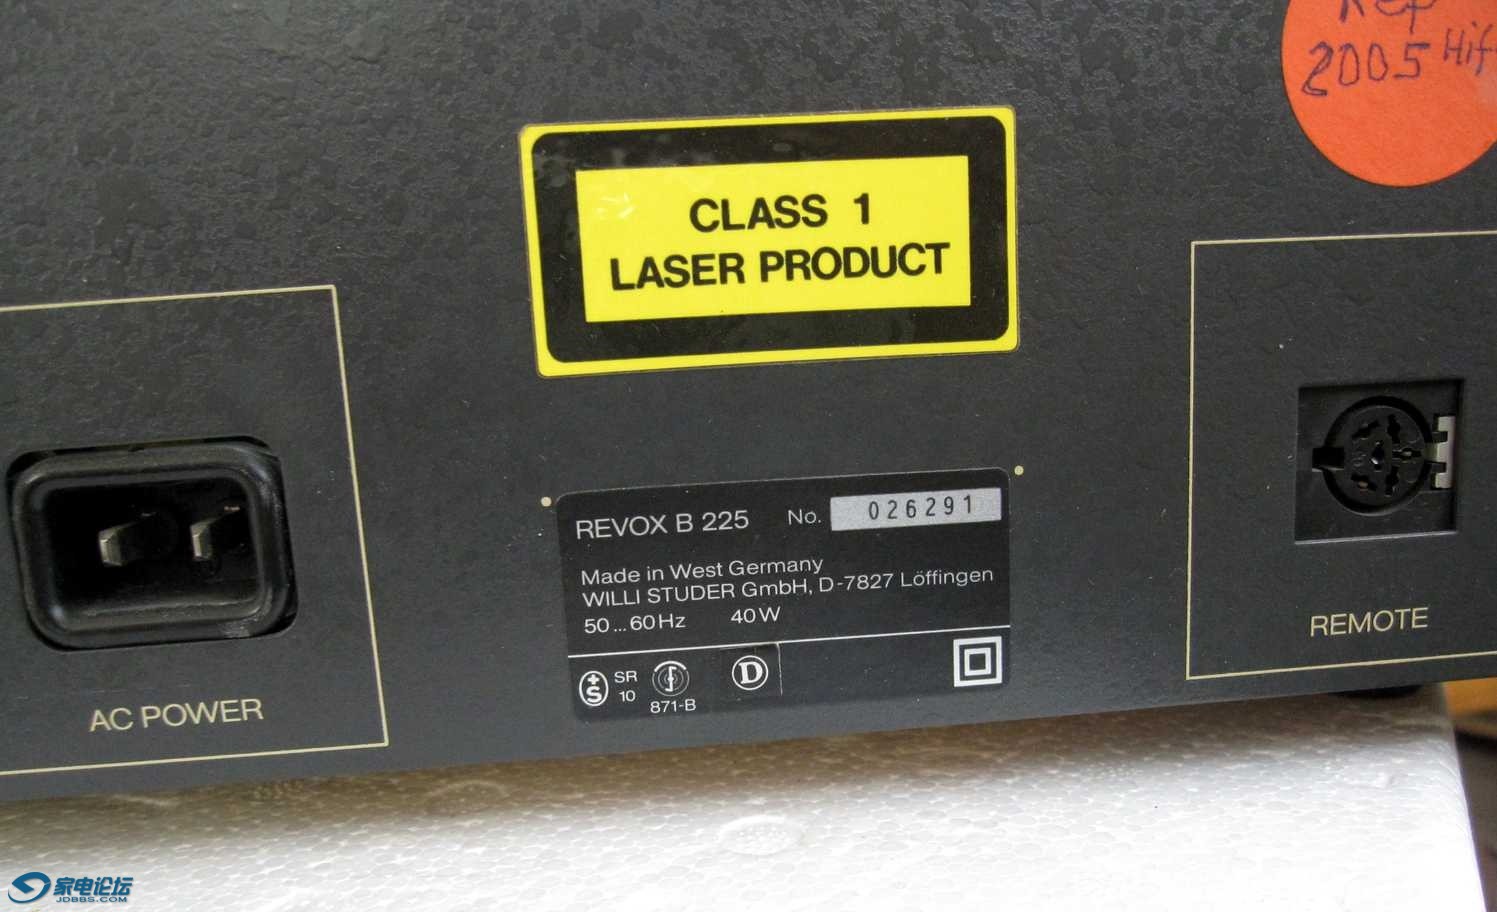 Rep
2005 Hifi
CLASS 1
LASER PRODUCT
REVOX B 225 No. 026291
Made in West Germany
WILLI STUDER GmbH, D-7827 Löffingen
50...60Hz 40W
S SR
10
871-B
D
AC POWER
REMOTE
家电论坛
JDBBS.COM